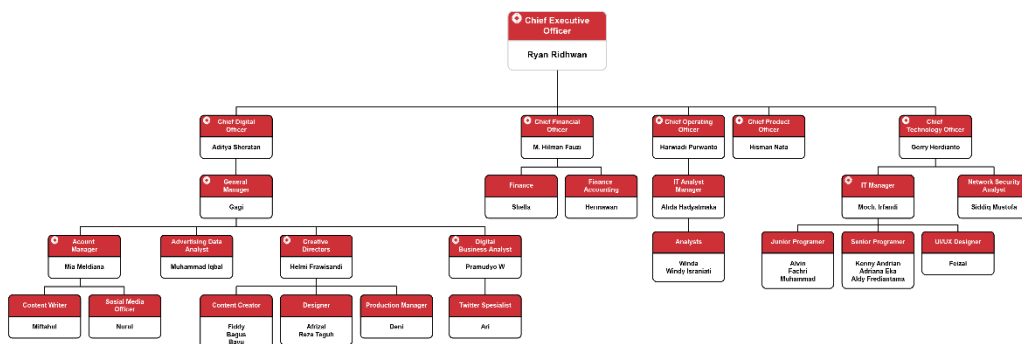 Chief Executive
Officer
Ryan Ridhwan
Chief Digital
Officer
Aditya Sheratan
Chief Financial
Officer
M. Hilman Fauzi
Chief Operating
Officer
Harwadi Purwanto
Chief Product
Officer
Hisman Nata
Chief
Technology Officer
Gerry Herdianto
General
Manager
Gagi
Finance
Shella
Finance
Accounting
Hennawan
IT Analyst
Manager
Alida Hadyatmaka
IT Manager
Moch. Irfandi
Network Security
Analyst
Siddiq Mustofa
Acount
Manager
Mia Meldiana
Advertising Data
Analyst
Muhammad Iqbal
Creative
Directors
Helmi Frawisandi
Digital
Business Analyst
Pramudyo W
Analysts
Winda
Windy Israniati
Junior Programer
Alvin
Fachri
Muhammad
Senior Programer
Kenny Andrian
Adriana Eka
Aldy Frediantama
UI/UX Designer
Feizal
Content Writer
Miftahul
Sosial Media
Officer
Nurul
Content Creator
Fiddy
Bagus
Bayu
Designer
Afrizal
Reza Teguh
Production Manager
Deni
Twitter Spesialist
Ari